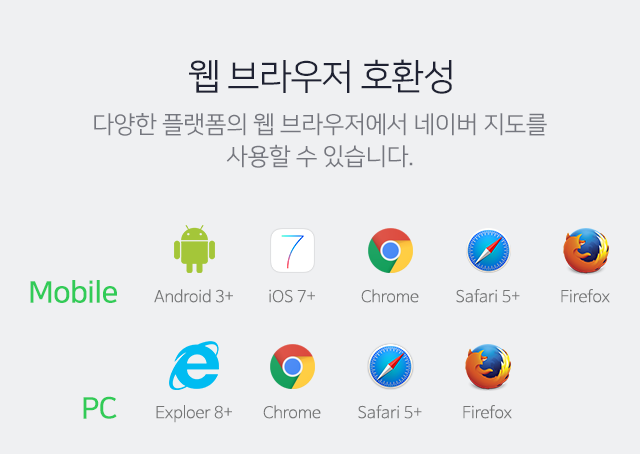 웹 브라우저 호환성
다양한 플랫폼의 웹 브라우저에서 네이버 지도를
사용할 수 있습니다.
7
Mobile
Android 3+ iOS 7+ Chrome Safari 5+ Firefox
PC
Exploer 8+ Chrome Safari 5+ Firefox